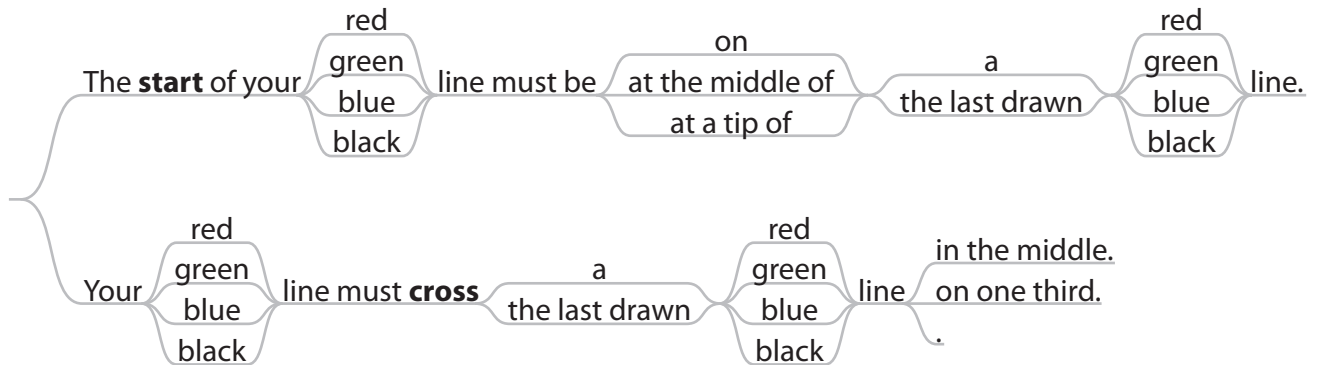 red
green
blue
black
The start of your
line must be
on
at the middle of
at a tip of
a
the last drawn
red
green
blue
black
line.
Your
red
green
blue
black
line must cross
a
the last drawn
red
green
blue
black
line
in the middle.
on one third.
.